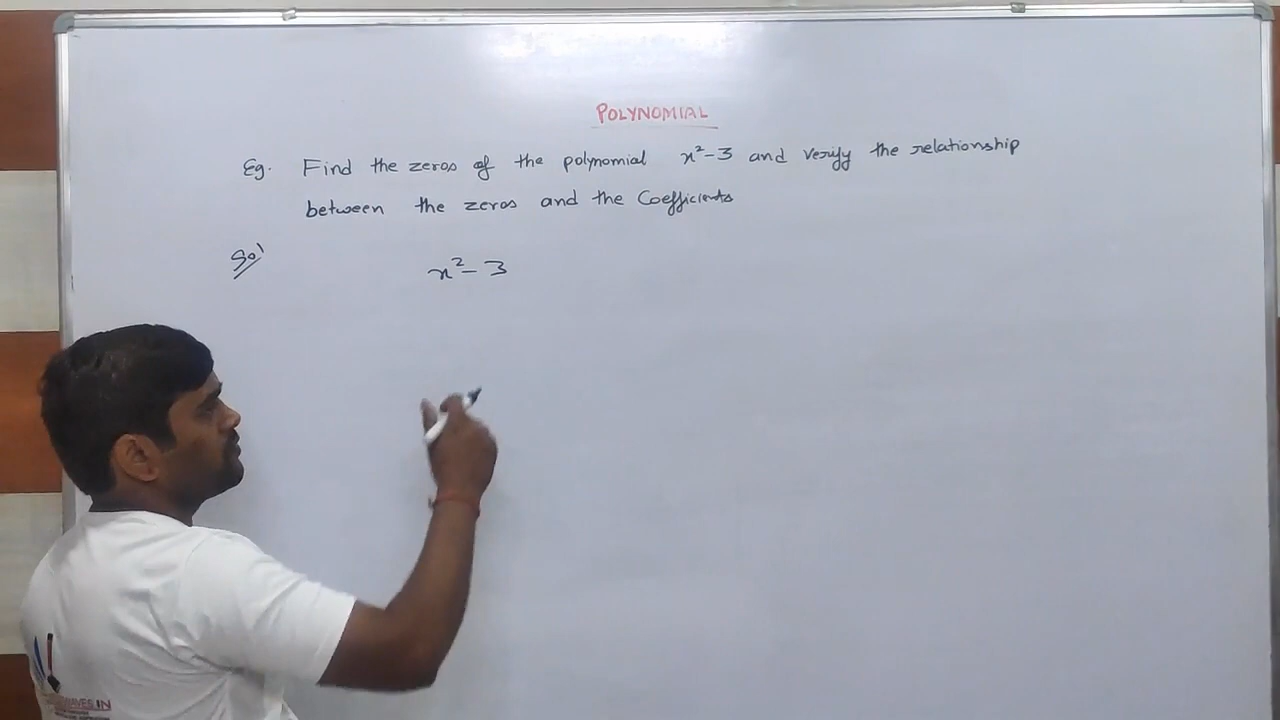 POLYNOMIAL
Eg. Find the zeros of the polynomial x²-3 and verify the relationship
between the zeros and the Coefficients
Sol
x²-3